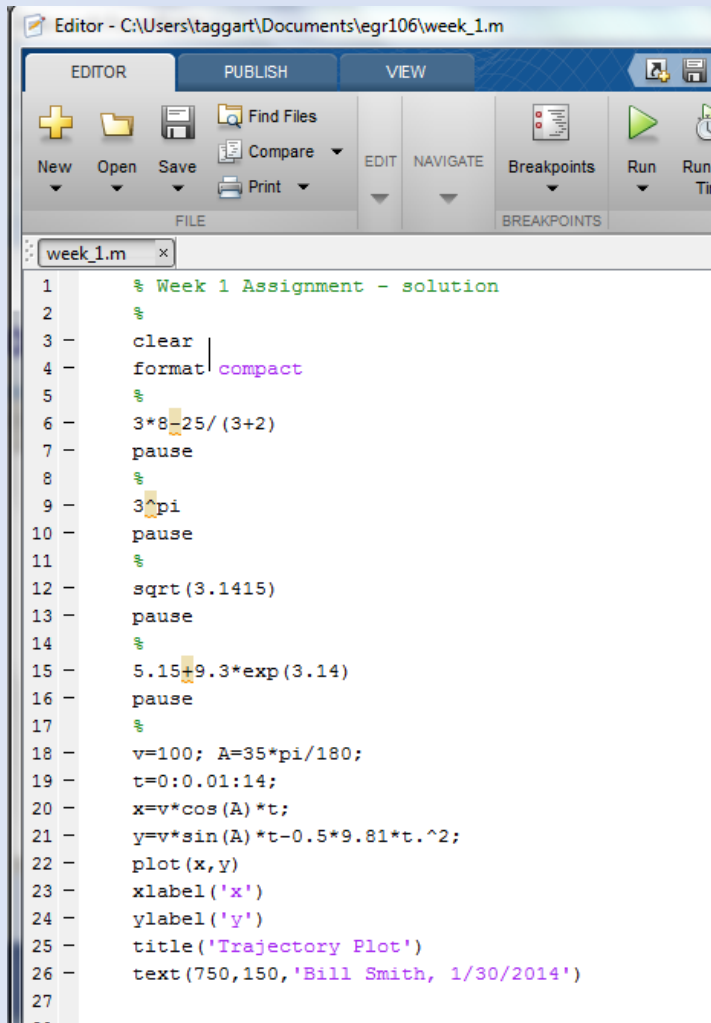 Editor - C:\Users\taggart\Documents\egr106\week_1.m
EDITOR PUBLISH VIEW
New Open Save Find Files Compare Print EDIT NAVIGATE Breakpoints Run Run
FILE BREAKPOINTS
week_1.m ×
1 % Week 1 Assignment - solution
2 %
3 – clear
4 – format compact
5 %
6 – 3*8-25/(3+2)
7 – pause
8 %
9 – 3^pi
10 – pause
11 %
12 – sqrt(3.1415)
13 – pause
14 %
15 – 5.15+9.3*exp(3.14)
16 – pause
17 %
18 – v=100; A=35*pi/180;
19 – t=0:0.01:14;
20 – x=v*cos(A)*t;
21 – y=v*sin(A)*t-0.5*9.81*t.^2;
22 – plot(x,y)
23 – xlabel('x')
24 – ylabel('y')
25 – title('Trajectory Plot')
26 – text(750,150,'Bill Smith, 1/30/2014')
27